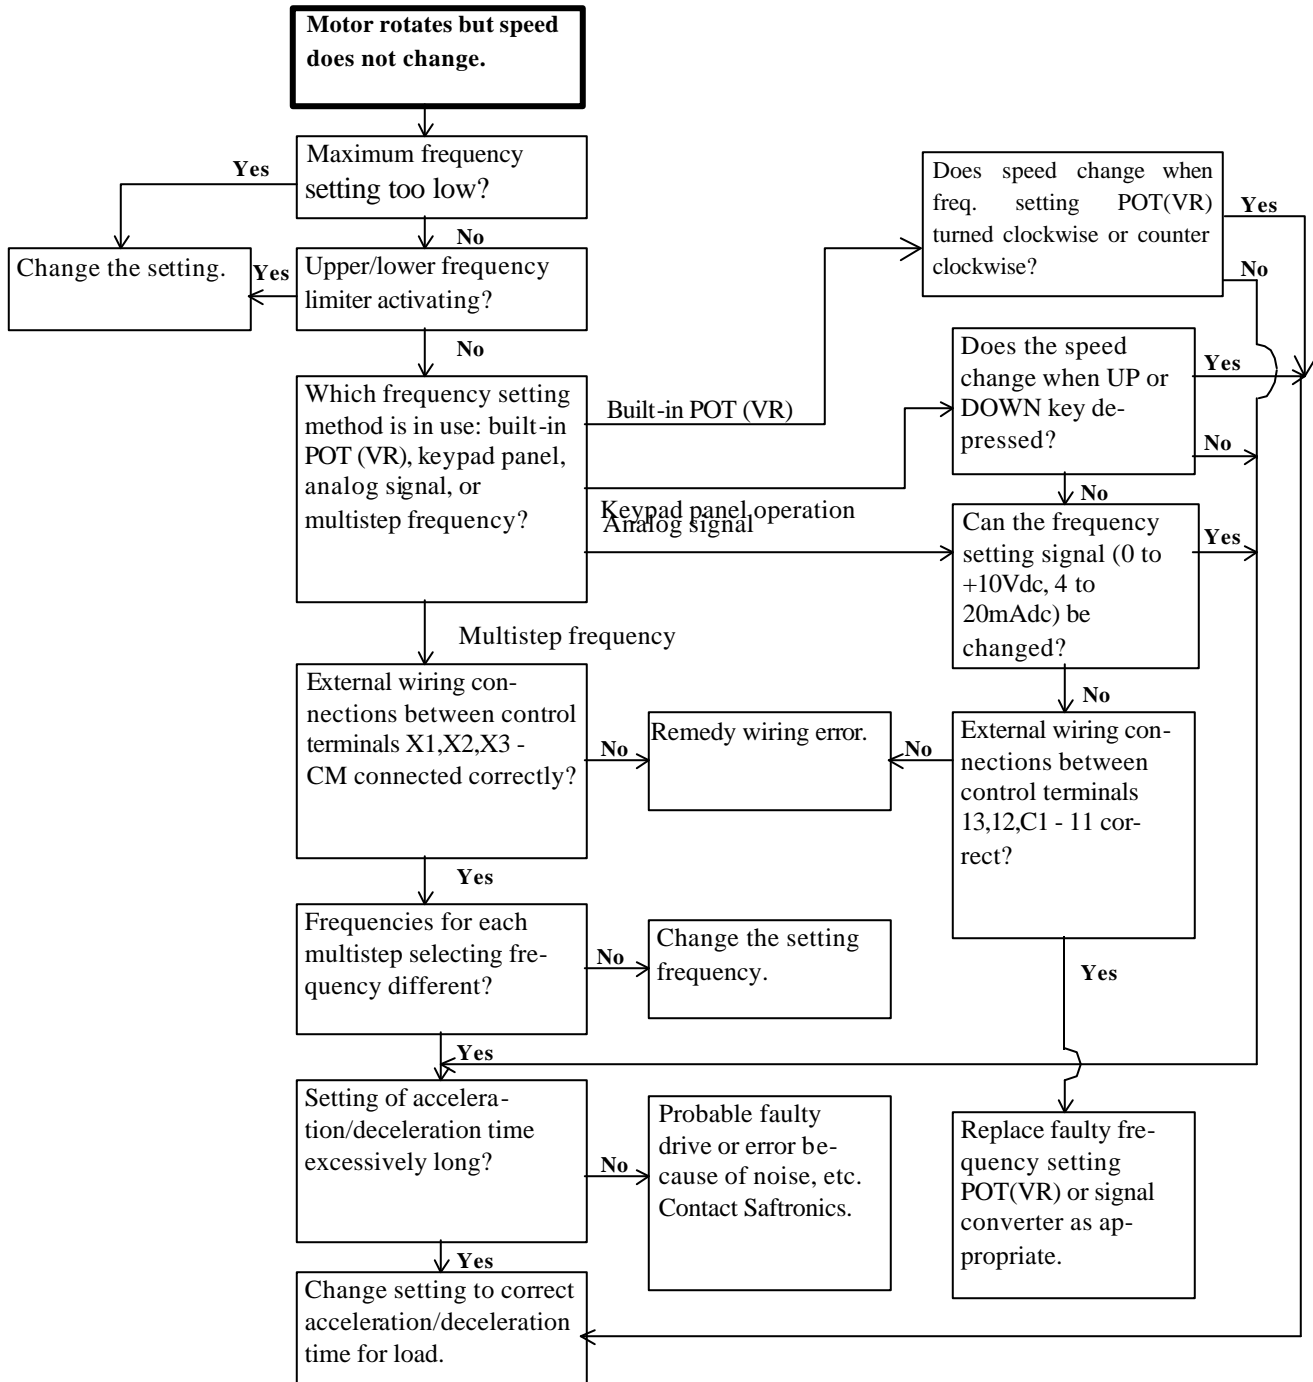 Motor rotates but speed
does not change.
Maximum frequency
setting too low?
Yes
No
Change the setting.
Yes
Upper/lower frequency
limiter activating?
No
Which frequency setting
method is in use: built-in
POT (VR), keypad panel,
analog signal, or
multistep frequency?
Built-in POT (VR)
Keypad panel operation
Analog signal
Multistep frequency
Does speed change when
freq. setting POT(VR)
turned clockwise or counter
clockwise?
Yes
No
Does the speed
change when UP or
DOWN key de-
pressed?
Yes
No
No
Can the frequency
setting signal (0 to
+10Vdc, 4 to
20mAdc) be
changed?
Yes
No
External wiring con-
nections between control
terminals X1,X2,X3 -
CM connected correctly?
No
Remedy wiring error.
No
External wiring con-
nections between
control terminals
13,12,C1 - 11 cor-
rect?
Yes
Yes
Frequencies for each
multistep selecting fre-
quency different?
No
Change the setting
frequency.
Yes
Setting of accelera-
tion/deceleration time
excessively long?
No
Probable faulty
drive or error be-
cause of noise, etc.
Contact Saftronics.
Replace faulty fre-
quency setting
POT(VR) or signal
converter as ap-
propriate.
Yes
Change setting to correct
acceleration/deceleration
time for load.